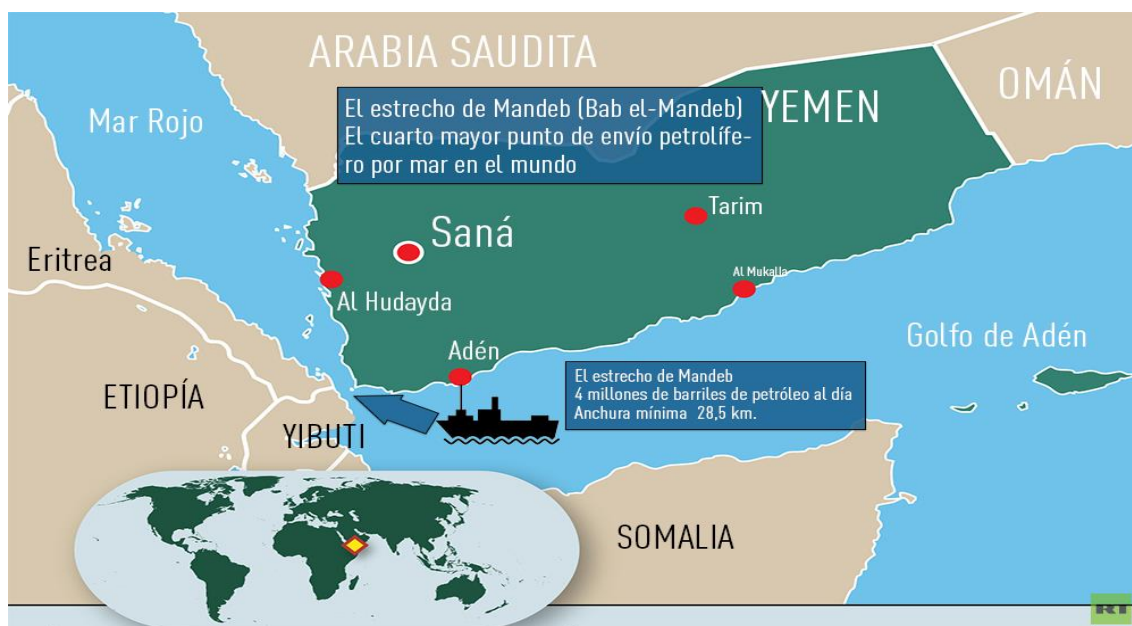 ARABIA SAUDITA
OMÁN
Mar Rojo
El estrecho de Mandeb (Bab el-Mandeb)
El cuarto mayor punto de envío petrolífe-
ro por mar en el mundo
YEMEN
Tarim
Saná
Eritrea
Al Mukalla
Al Hudayda
Golfo de Adén
Adén
El estrecho de Mandeb
4 millones de barriles de petróleo al día
Anchura mínima 28,5 km.
ETIOPÍA
YIBUTI
SOMALIA
RT